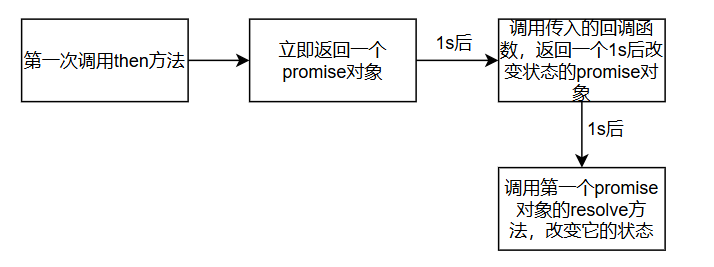 第一次调用then方法
立即返回一个
promise对象
1s后
调用传入的回调函
数，返回一个1s后改
变状态的promise对
象
1s后
调用第一个promise
对象的resolve方
法，改变它的状态